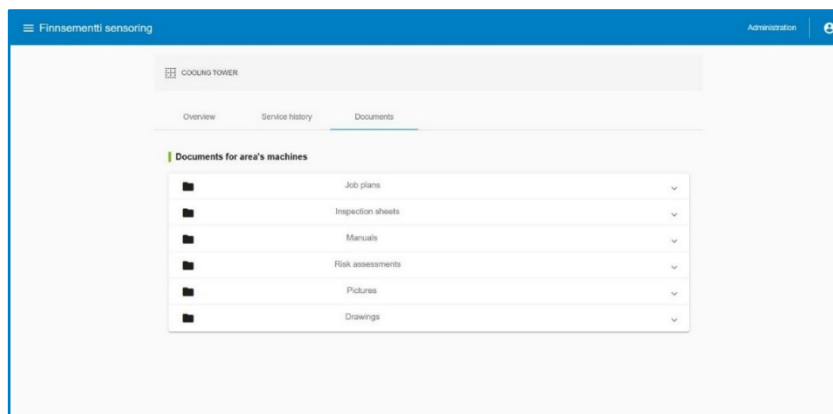 Finnsementti sensoring
Administration
COOLING TOWER
Overview Service history Documents
Documents for area's machines
Job plans
Inspection sheets
Manuals
Risk assessments
Pictures
Drawings